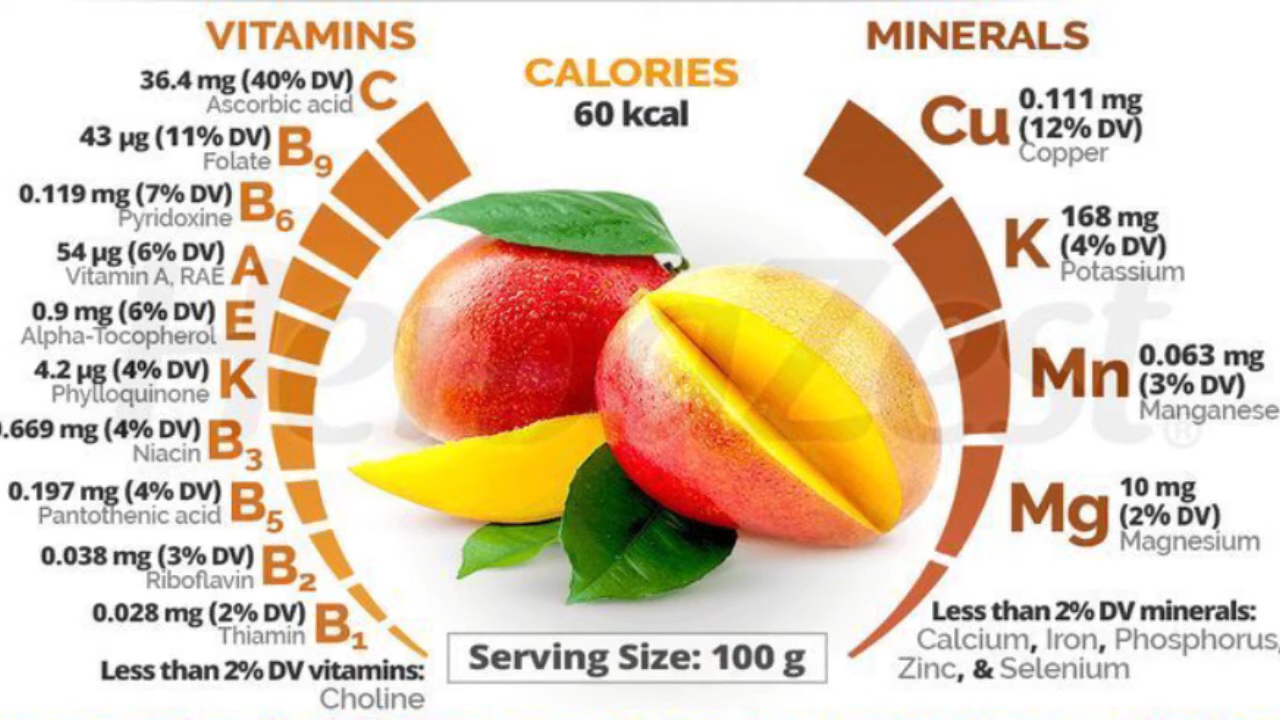 VITAMINS
36.4 mg (40% DV) C
Ascorbic acid
43 µg (11% DV) B9
Folate
0.119 mg (7% DV) B6
Pyridoxine
54 µg (6% DV) A
Vitamin A, RAE
0.9 mg (6% DV) E
Alpha-Tocopherol
4.2 µg (4% DV) K
Phylloquinone
.669 mg (4% DV) B3
Niacin
0.197 mg (4% DV) B5
Pantothenic acid
0.038 mg (3% DV) B2
Riboflavin
0.028 mg (2% DV) B1
Thiamin
Less than 2% DV vitamins:
Choline
CALORIES
60 kcal
HerbaZest®
Serving Size: 100 g
MINERALS
Cu 0.111 mg
(12% DV)
Copper
K 168 mg
(4% DV)
Potassium
Mn 0.063 mg
(3% DV)
Manganese
Mg 10 mg
(2% DV)
Magnesium
Less than 2% DV minerals:
Calcium, Iron, Phosphorus,
Zinc, & Selenium